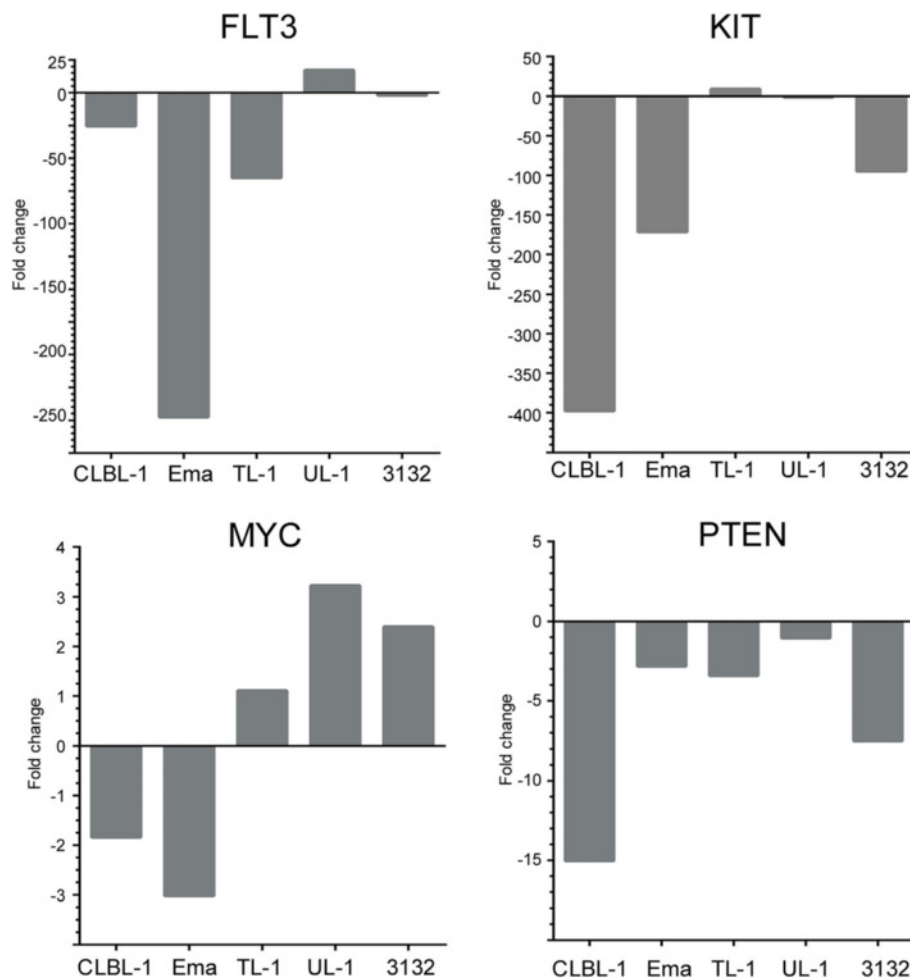 FLT3
25
0
-50
-100
-150
-200
-250
Fold change
CLBL-1 Ema TL-1 UL-1 3132
KIT
50
0
-50
-100
-150
-200
-250
-300
-350
-400
Fold change
CLBL-1 Ema TL-1 UL-1 3132
MYC
4
3
2
1
0
-1
-2
-3
Fold change
CLBL-1 Ema TL-1 UL-1 3132
PTEN
5
0
-5
-10
-15
Fold change
CLBL-1 Ema TL-1 UL-1 3132